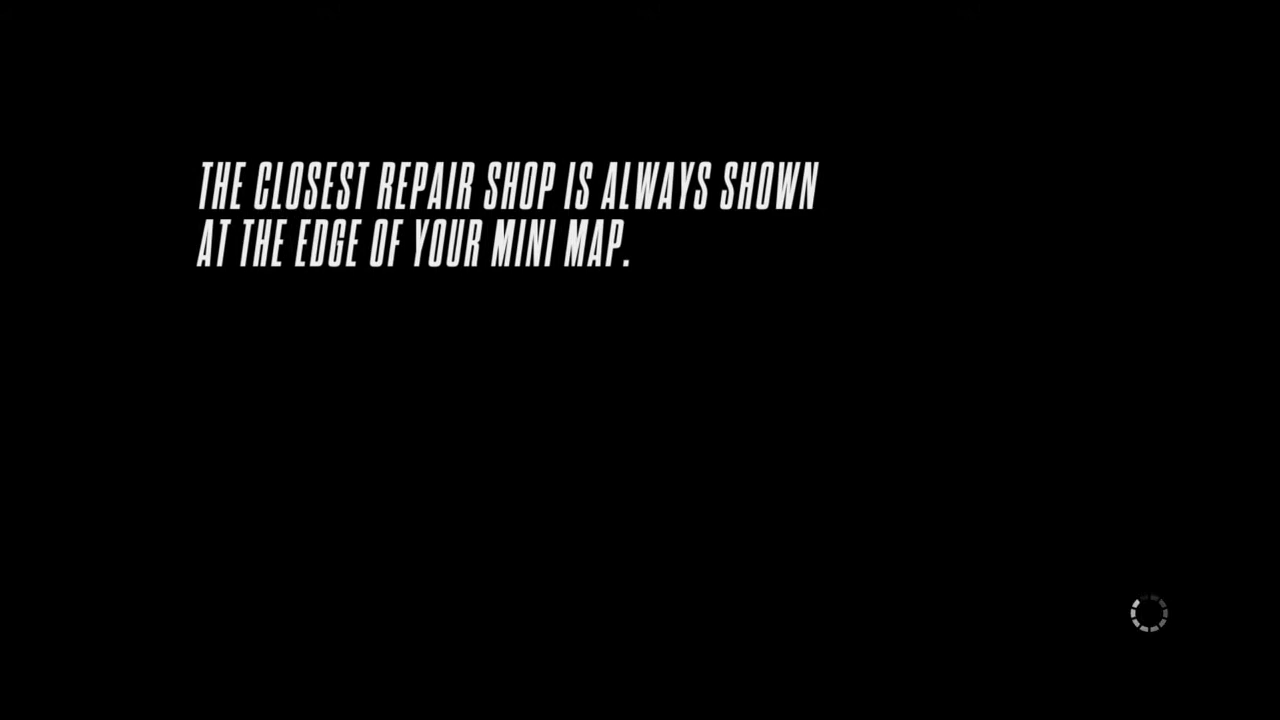 THE CLOSEST REPAIR SHOP IS ALWAYS SHOWN
AT THE EDGE OF YOUR MINI MAP.